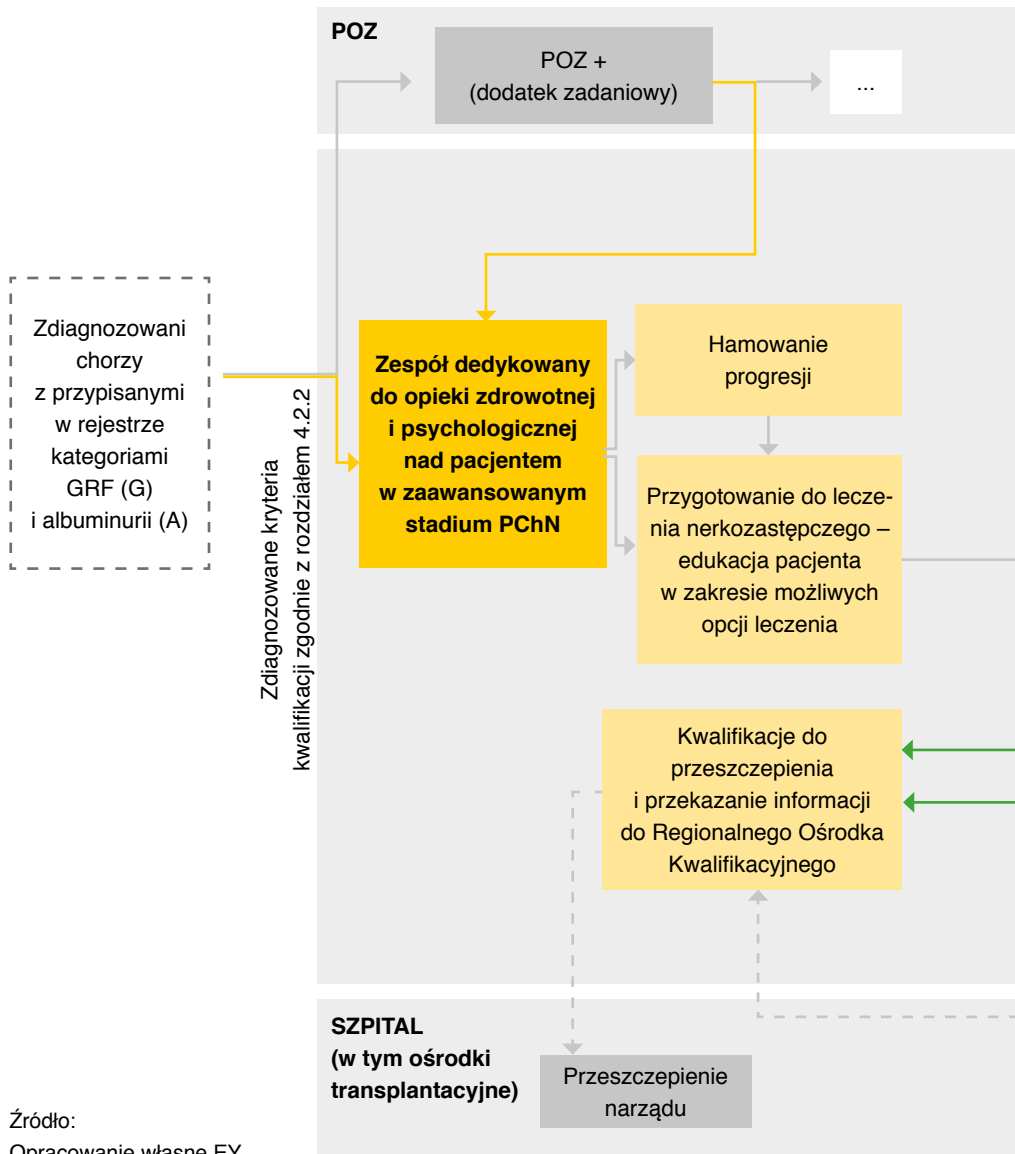 POZ
POZ +
(dodatek zadaniowy)
...
Zdiagnozowani
chorzy
z przypisanymi
w rejestrze
kategoriami
GRF (G)
i albuminurii (A)
Zdiagnozowane kryteria
kwalifikacji zgodnie z rozdziałem 4.2.2
Zespół dedykowany
do opieki zdrowotnej
i psychologicznej
nad pacjentem
w zaawansowanym
stadium PChN
Hamowanie
progresji
Przygotowanie do lecze-
nia nerkozastępczego –
edukacja pacjenta
w zakresie możliwych
opcji leczenia
Kwalifikacje do
przeszczepienia
i przekazanie informacji
do Regionalnego Ośrodka
Kwalifikacyjnego
SZPITAL
(w tym ośrodki
transplantacyjne)
Przeszczepienie
narządu
Źródło:
Opracowanie własne EY